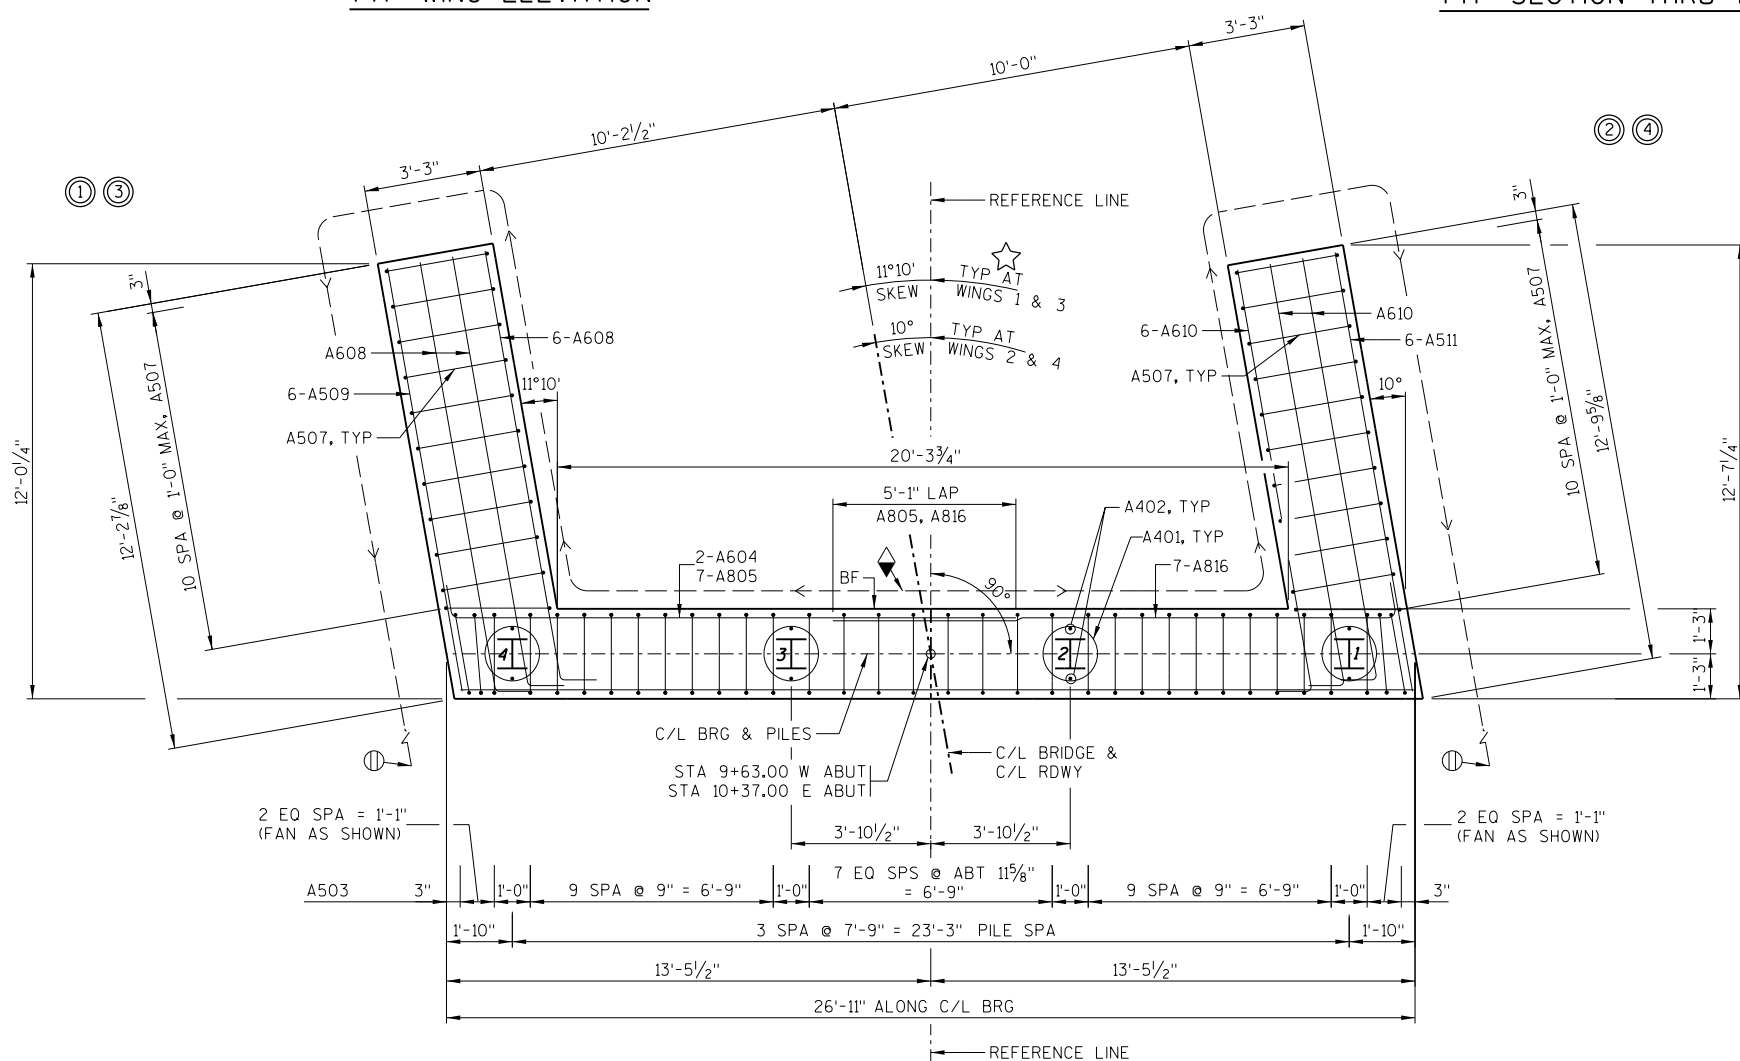 3'-3"
10'-0"
10'-2½"
3'-3"
① ③
② ④
REFERENCE LINE
3"
3"
11°10' SKEW
TYP AT WINGS 1 & 3
10° SKEW
TYP AT WINGS 2 & 4
A608
6-A608
6-A509
11°10'
A507, TYP
6-A610
A610
6-A511
A507, TYP
10°
12'-0¼"
12'-2⅞"
10 SPA @ 1'-0" MAX, A507
10 SPA @ 1'-0" MAX, A507
12'-9⅝"
12'-7¼"
20'-3¾"
5'-1" LAP
A805, A816
A402, TYP
A401, TYP
2-A604
7-A805
BF
90°
7-A816
4
3
2
1
1'-3"
1'-3"
C/L BRG & PILES
STA 9+63.00 W ABUT
STA 10+37.00 E ABUT
C/L BRIDGE &
C/L RDWY
2 EQ SPA = 1'-1"
(FAN AS SHOWN)
2 EQ SPA = 1'-1"
(FAN AS SHOWN)
3'-10½"
3'-10½"
A503
3"
1'-0"
9 SPA @ 9" = 6'-9"
1'-0"
7 EQ SPS @ ABT 11⅝"
= 6'-9"
1'-0"
9 SPA @ 9" = 6'-9"
1'-0"
3"
1'-10"
3 SPA @ 7'-9" = 23'-3" PILE SPA
1'-10"
13'-5½"
13'-5½"
26'-11" ALONG C/L BRG
REFERENCE LINE